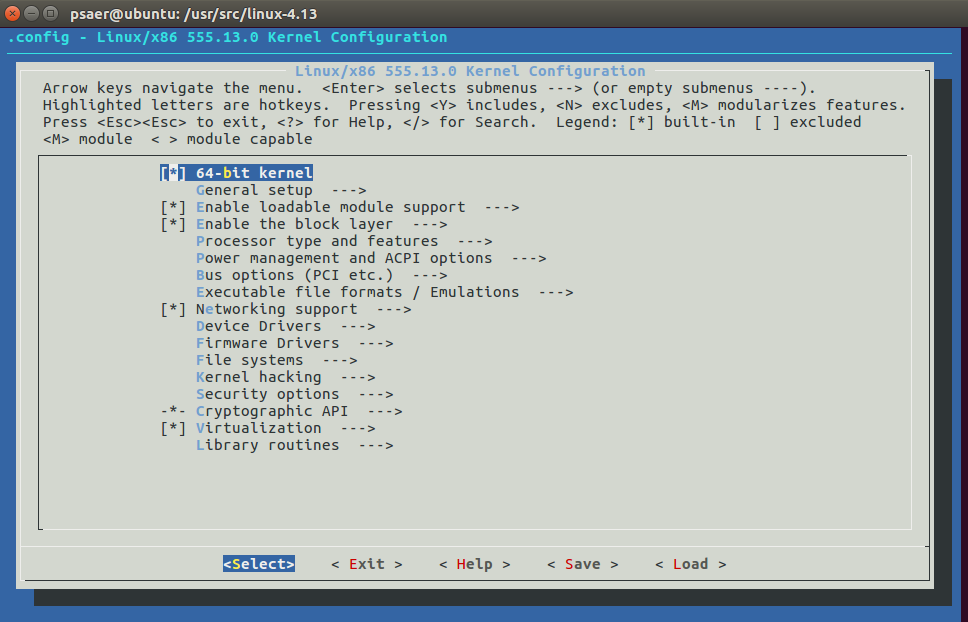 psaer@ubuntu: /usr/src/linux-4.13
.config - Linux/x86 555.13.0 Kernel Configuration
Linux/x86 555.13.0 Kernel Configuration
Arrow keys navigate the menu.  <Enter> selects submenus ---> (or empty submenus ----).
Highlighted letters are hotkeys.  Pressing <Y> includes, <N> excludes, <M> modularizes features.
Press <Esc><Esc> to exit, <?> for Help, </> for Search.  Legend: [*] built-in  [ ] excluded
<M> module  < > module capable
[*] 64-bit kernel
General setup  --->
[*] Enable loadable module support  --->
[*] Enable the block layer  --->
Processor type and features  --->
Power management and ACPI options  --->
Bus options (PCI etc.)  --->
Executable file formats / Emulations  --->
[*] Networking support  --->
Device Drivers  --->
Firmware Drivers  --->
File systems  --->
Kernel hacking  --->
Security options  --->
-*- Cryptographic API  --->
[*] Virtualization  --->
Library routines  --->
<Select>    < Exit >    < Help >    < Save >    < Load >